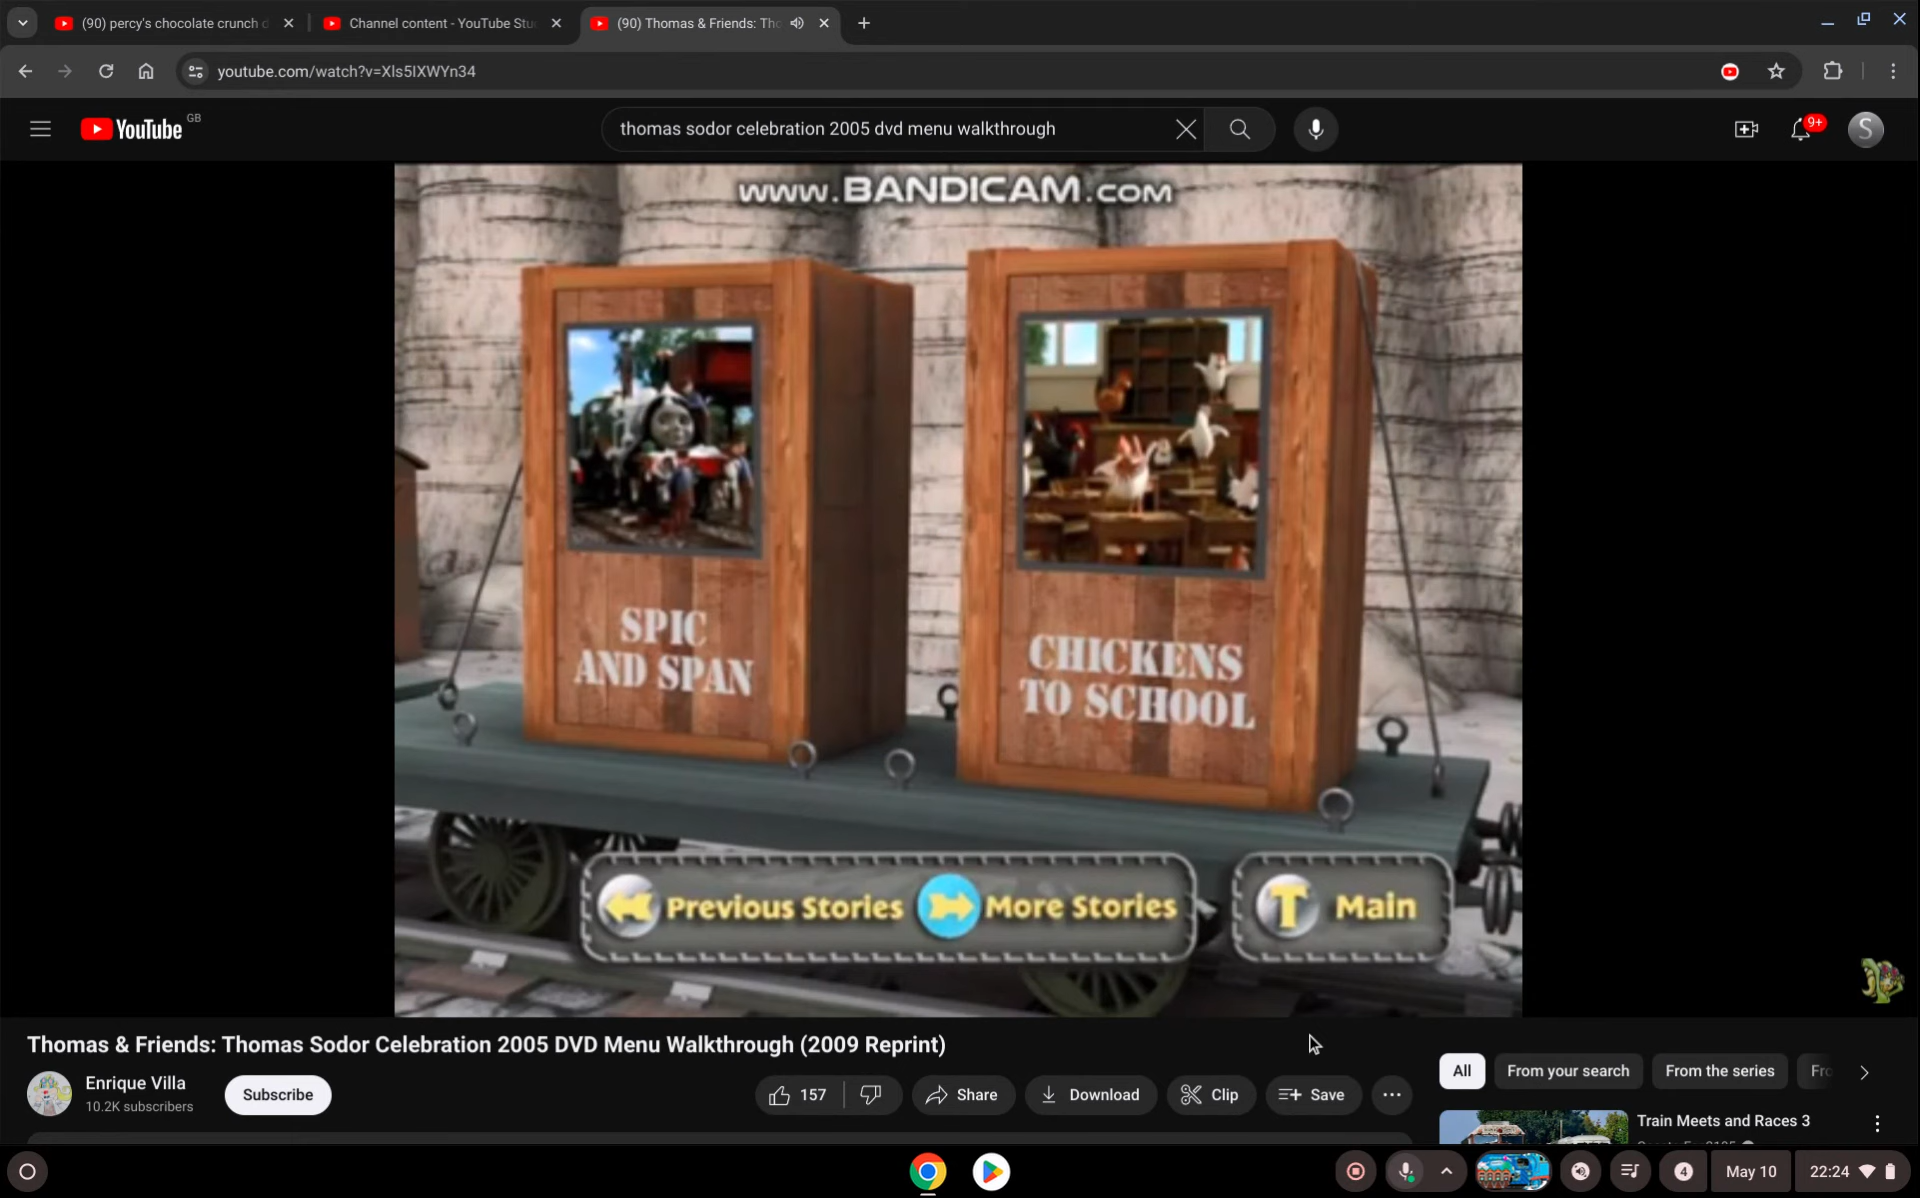 (90) percy's chocolate crunch d
Channel content - YouTube Stu
(90) Thomas & Friends: Tho
youtube.com/watch?v=Xls5IXWYn34
YouTube GB
thomas sodor celebration 2005 dvd menu walkthrough
9+
S
www.BANDICAM.com
SPIC
AND SPAN
CHICKENS
TO SCHOOL
Previous Stories
More Stories
T Main
Thomas & Friends: Thomas Sodor Celebration 2005 DVD Menu Walkthrough (2009 Reprint)
Enrique Villa
10.2K subscribers
Subscribe
157
Share
Download
Clip
Save
All
From your search
From the series
Fro
Train Meets and Races 3
4
May 10
22:24